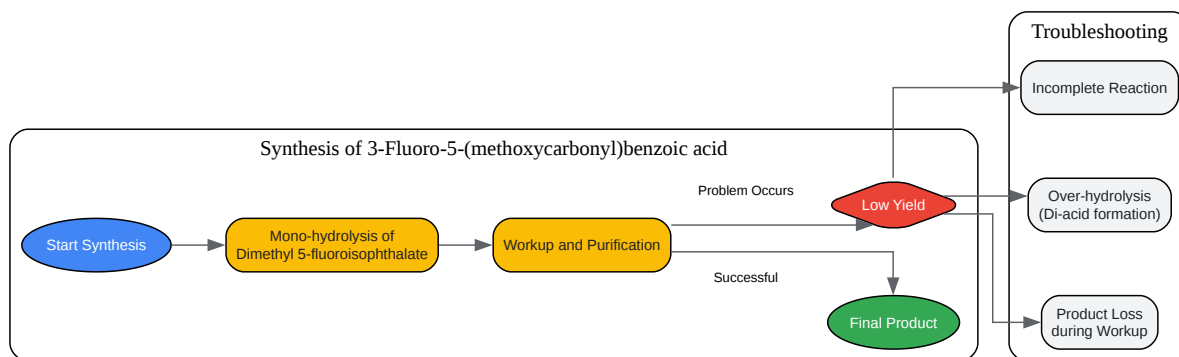 Troubleshooting
Incomplete Reaction
Synthesis of 3-Fluoro-5-(methoxycarbonyl)benzoic acid
Problem Occurs
Low Yield
Over-hydrolysis
(Di-acid formation)
Start Synthesis
Mono-hydrolysis of
Dimethyl 5-fluoroisophthalate
Workup and Purification
Successful
Final Product
Product Loss
during Workup